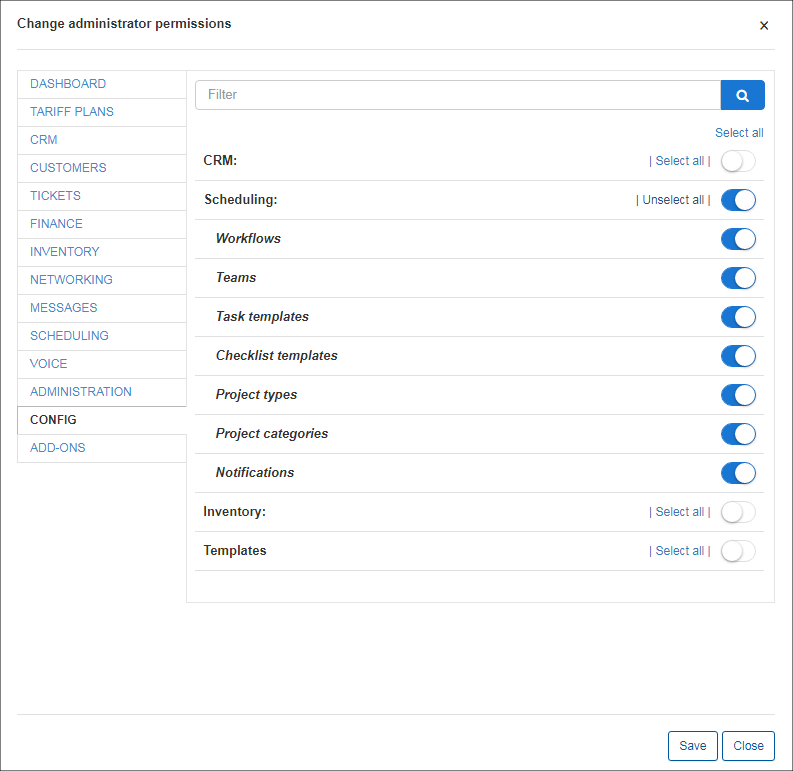 Change administrator permissions
×
DASHBOARD
TARIFF PLANS
CRM
CUSTOMERS
TICKETS
FINANCE
INVENTORY
NETWORKING
MESSAGES
SCHEDULING
VOICE
ADMINISTRATION
CONFIG
ADD-ONS
Filter
Select all
CRM: | Select all |
Scheduling: | Unselect all |
Workflows
Teams
Task templates
Checklist templates
Project types
Project categories
Notifications
Inventory: | Select all |
Templates | Select all |
Save Close